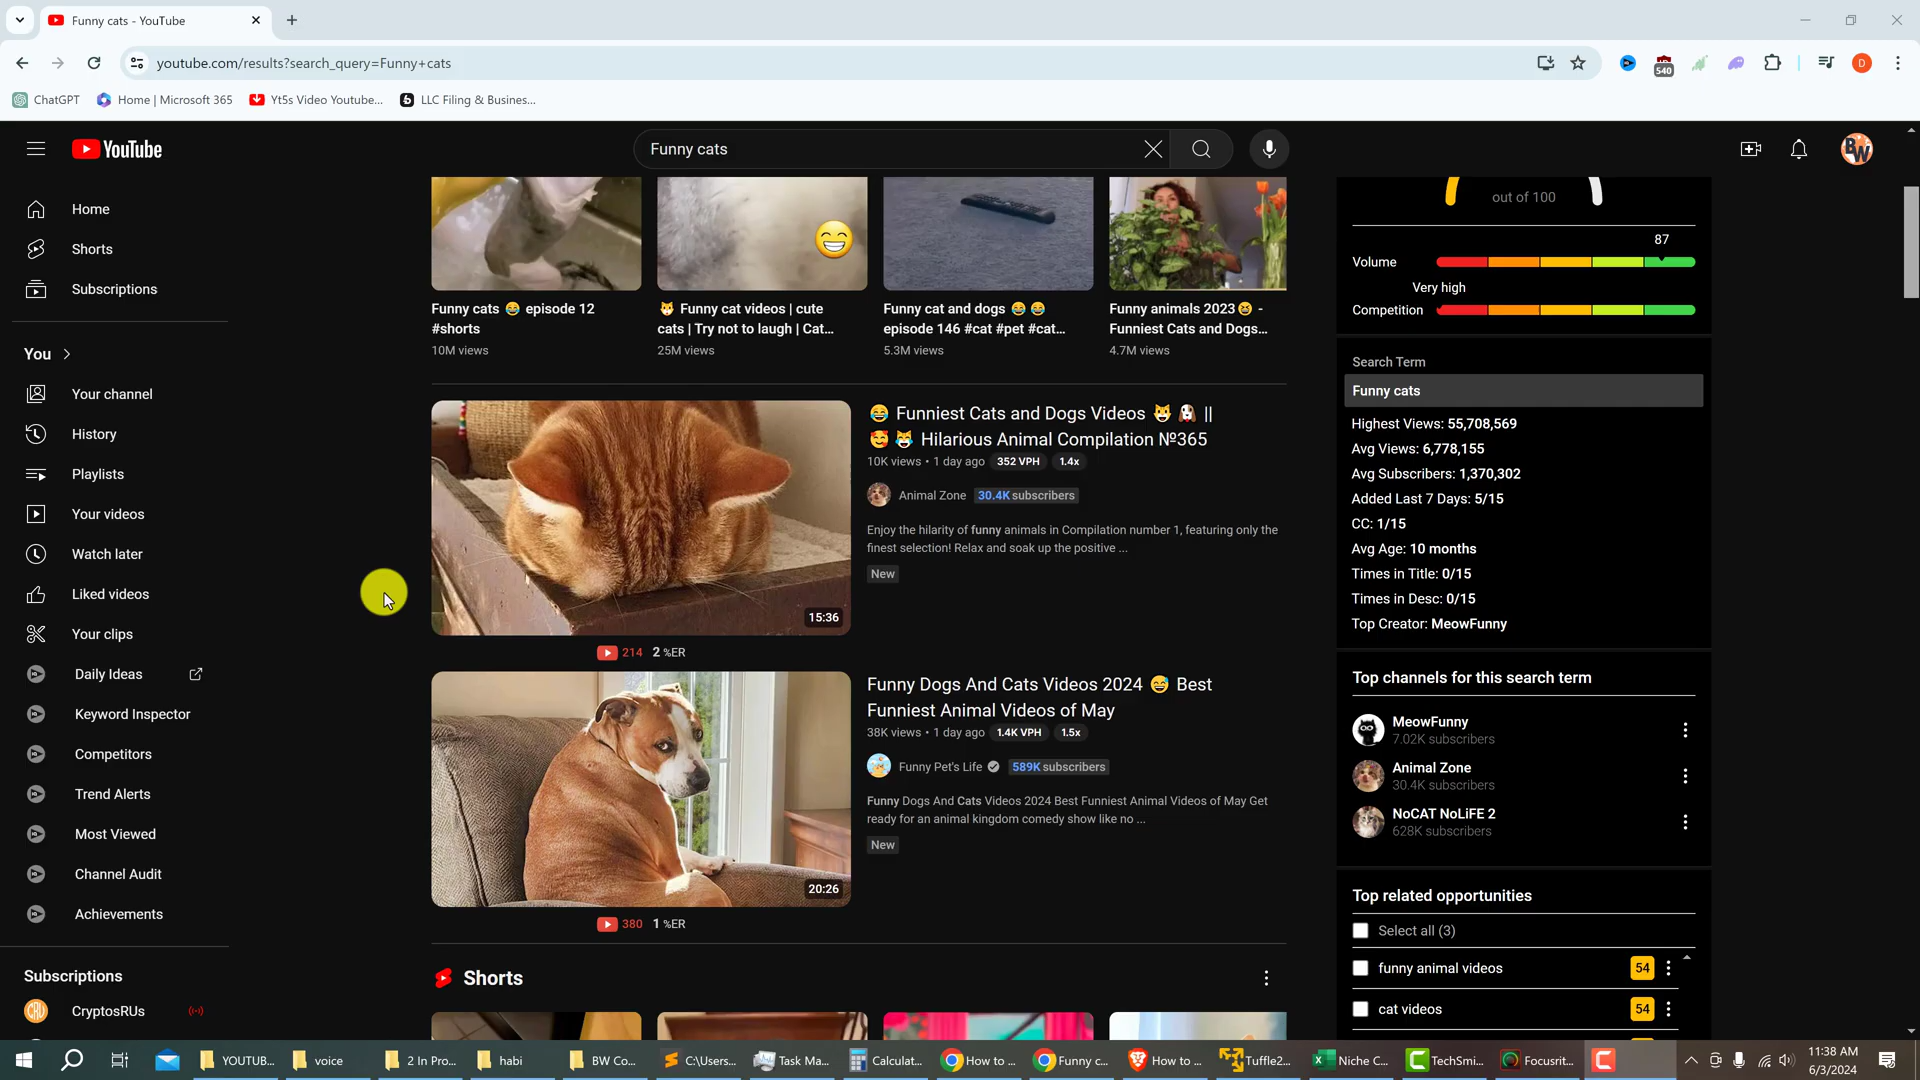 Funny cats - YouTube
youtube.com/results?search_query=Funny+cats
540
D
ChatGPT
Home | Microsoft 365
Yt5s Video Youtube...
LLC Filing & Busines...
YouTube
Funny cats
BW
Home
Shorts
Subscriptions
You
Your channel
History
Playlists
Your videos
Watch later
Liked videos
Your clips
Daily Ideas
Keyword Inspector
Competitors
Trend Alerts
Most Viewed
Channel Audit
Achievements
Subscriptions
CryptosRUs
Funny cats 😂 episode 12
#shorts
10M views
🐱 Funny cat videos | cute
cats | Try not to laugh | Cat...
25M views
Funny cat and dogs 😂 😂
episode 146 #cat #pet #cat...
5.3M views
Funny animals 2023😆 -
Funniest Cats and Dogs...
4.7M views
😂 Funniest Cats and Dogs Videos 😺 🐶 ||
🥰 😹 Hilarious Animal Compilation №365
10K views • 1 day ago 352 VPH 1.4x
Animal Zone 30.4K subscribers
Enjoy the hilarity of funny animals in Compilation number 1, featuring only the
finest selection! Relax and soak up the positive ...
New
15:36
214 2 %ER
Funny Dogs And Cats Videos 2024 😅 Best
Funniest Animal Videos of May
38K views • 1 day ago 1.4K VPH 1.5x
Funny Pet's Life 589K subscribers
Funny Dogs And Cats Videos 2024 Best Funniest Animal Videos of May Get
ready for an animal kingdom comedy show like no ...
New
20:26
380 1 %ER
Shorts
out of 100
87
Volume
Very high
Competition
Search Term
Funny cats
Highest Views: 55,708,569
Avg Views: 6,778,155
Avg Subscribers: 1,370,302
Added Last 7 Days: 5/15
CC: 1/15
Avg Age: 10 months
Times in Title: 0/15
Times in Desc: 0/15
Top Creator: MeowFunny
Top channels for this search term
MeowFunny
7.02K subscribers
Animal Zone
30.4K subscribers
NoCAT NoLiFE 2
628K subscribers
Top related opportunities
Select all (3)
funny animal videos 54
cat videos 54
YOUTUB...
voice
2 In Pro...
habi
BW Co...
C:\Users...
Task Ma...
Calculat...
How to ...
Funny c...
How to ...
Tuffle2...
Niche C...
TechSmi...
Focusrit...
11:38 AM
6/3/2024